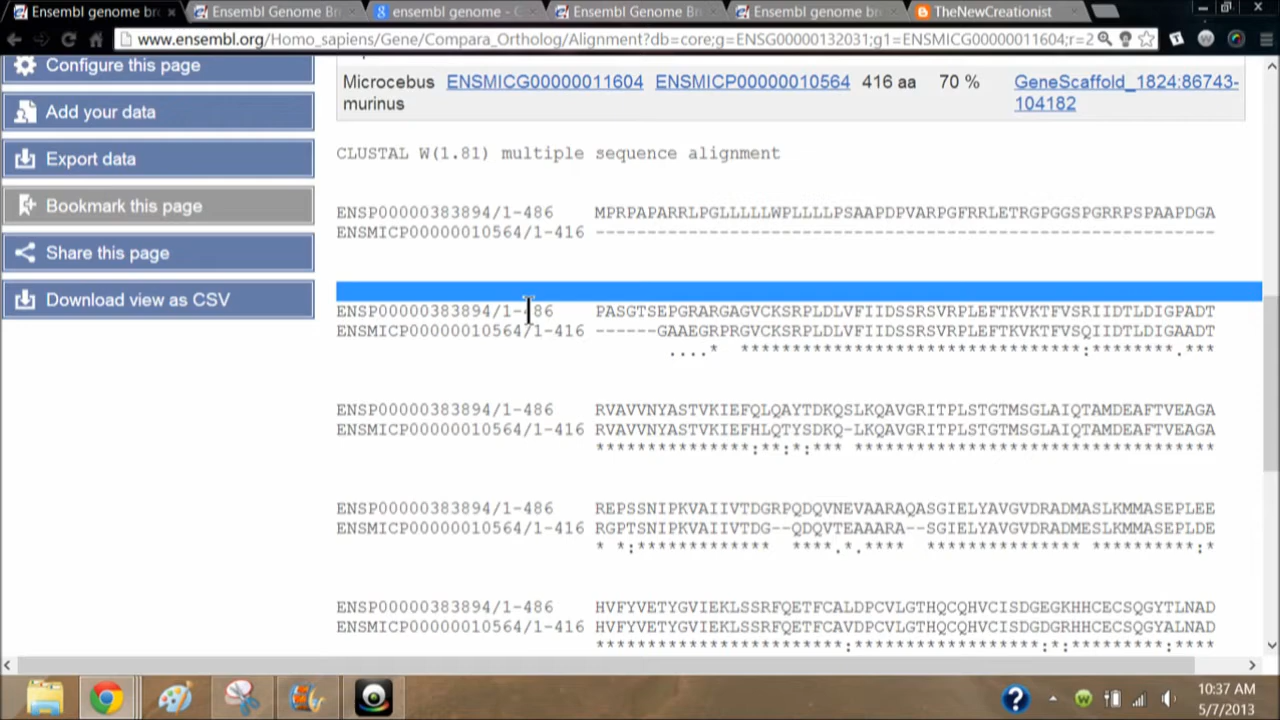 Ensembl genome bro
Ensembl Genome Br
ensembl genome - G
Ensembl Genome Br
Ensembl genome bro
TheNewCreationist
www.ensembl.org/Homo_sapiens/Gene/Compara_Ortholog/Alignment?db=core;g=ENSG00000132031;g1=ENSMICG00000011604;r=2
Configure this page
Add your data
Export data
Bookmark this page
Share this page
Download view as CSV
Microcebus ENSMICG00000011604 ENSMICP00000010564 416 aa 70 % GeneScaffold_1824:86743-
murinus 104182
CLUSTAL W(1.81) multiple sequence alignment
ENSP00000383894/1-486 MPRPAPARRLPGLLLLLWPLLLLPSAAPDPVARPGFRRLETRGPGGSPGRRPSPAAPDGA
ENSMICP00000010564/1-416 ------------------------------------------------------------
ENSP00000383894/1-486 PASGTSEPGRARGAGVCKSRPLDLVFIIDSSRSVRPLEFTKVKTFVSRIIDTLDIGPADT
ENSMICP00000010564/1-416 ------GAAEGRPRGVCKSRPLDLVFIIDSSRSVRPLEFTKVKTFVSQIIDTLDIGAADT
....*  *********************************:********.***
ENSP00000383894/1-486 RVAVVNYASTVKIEFQLQAYTDKQSLKQAVGRITPLSTGTMSGLAIQTAMDEAFTVEAGA
ENSMICP00000010564/1-416 RVAVVNYASTVKIEFHLQTYSDKQ-LKQAVGRITPLSTGTMSGLAIQTAMDEAFTVEAGA
***************:**:*:*** ***********************************
ENSP00000383894/1-486 REPSSNIPKVAIIVTDGRPQDQVNEVAARAQASGIELYAVGVDRADMASLKMMASEPLEE
ENSMICP00000010564/1-416 RGPTSNIPKVAIIVTDG--QDQVTEAAARA--SGIELYAVGVDRADMESLKMMASEPLDE
* *:*************  ****.*.****  *************** **********:*
ENSP00000383894/1-486 HVFYVETYGVIEKLSSRFQETFCALDPCVLGTHQCQHVCISDGEGKHHCECSQGYTLNAD
ENSMICP00000010564/1-416 HVFYVETYGVIEKLSSRFQETFCAVDPCVLGTHQCQHVCISDGDGRHHCECSQGYALNAD
************************:******************:*:*********:****
10:37 AM
5/7/2013